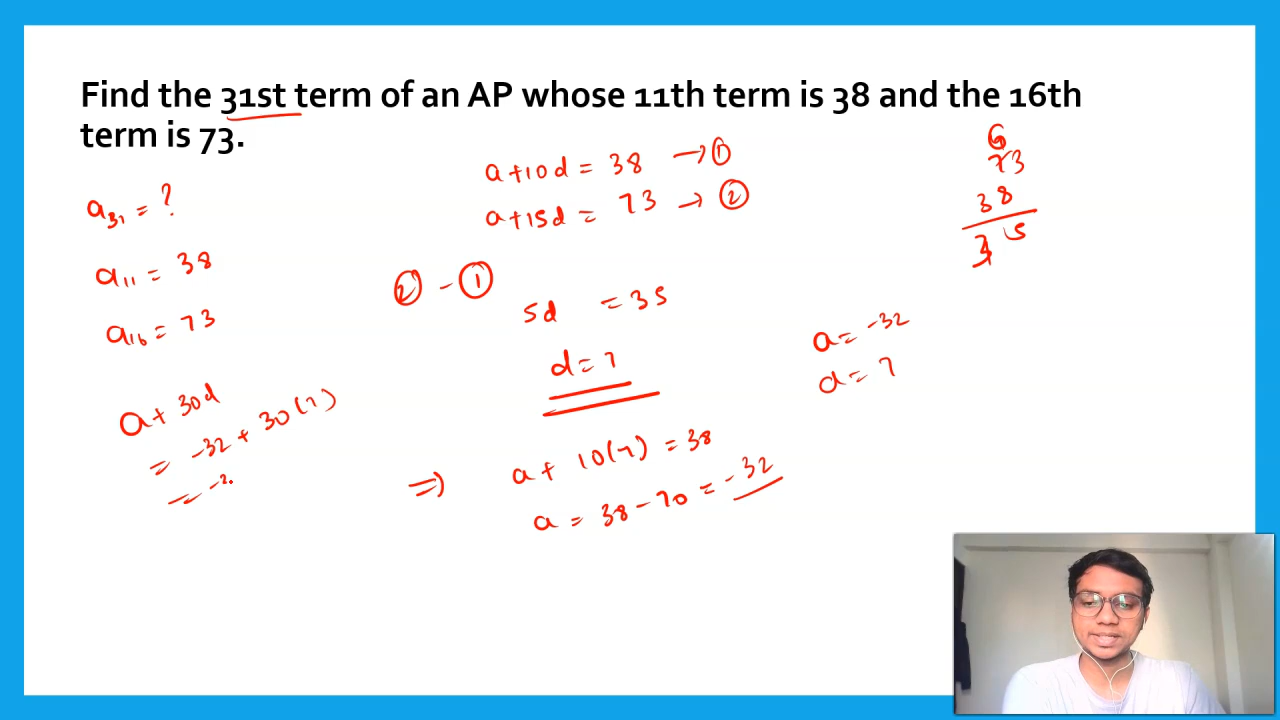 Find the 31st term of an AP whose 11th term is 38 and the 16th
term is 73.
a₃₁ = ?
a₁₁ = 38
a₁₆ = 73
a + 30d
= -32 + 30(7)
a + 10d = 38 → ①
a + 15d = 73 → ②
② - ①
5d = 35
d = 7
⇒ a + 10(7) = 38
a = 38 - 70 = -32
a = -32
d = 7
6
73
38
35